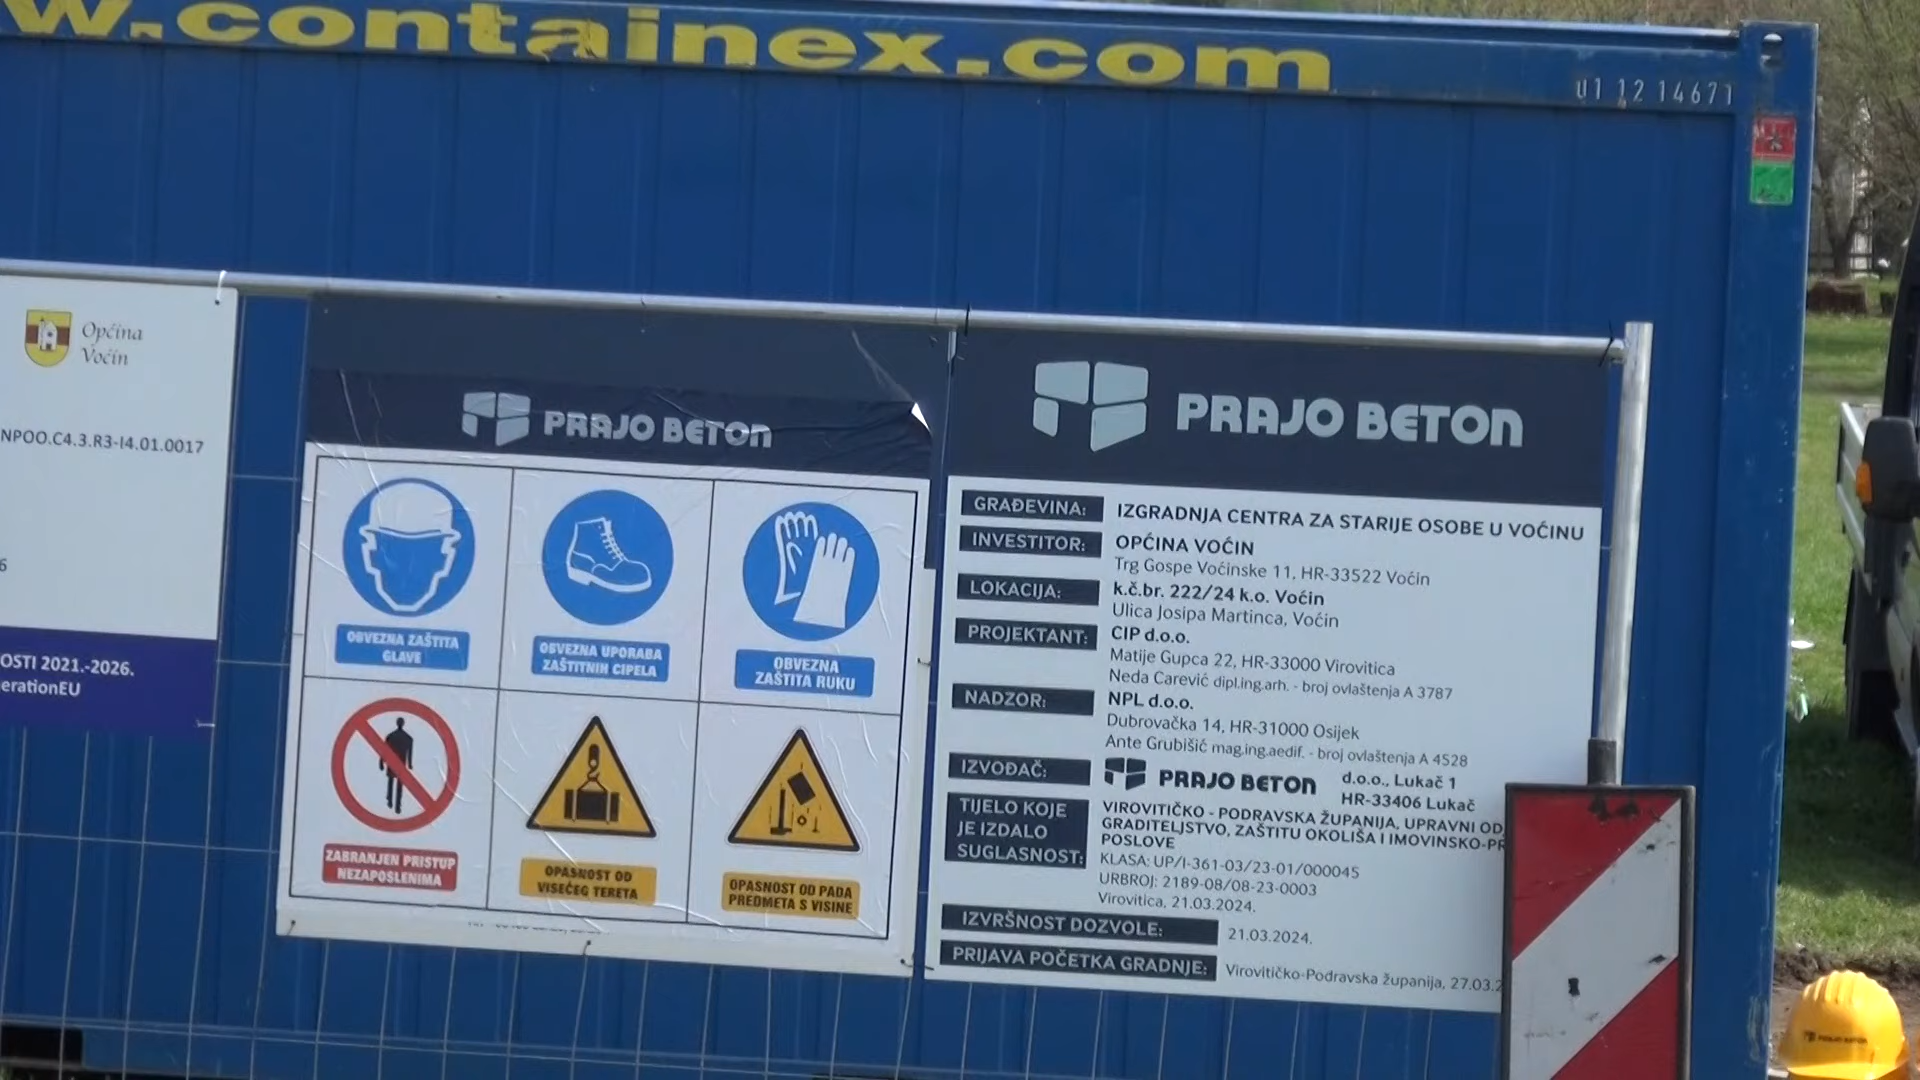 w.containex.com
U1 12 14671
Općina
Voćin
NPOO.C4.3.R3-I4.01.0017
6
OSTI 2021.-2026.
erationEU
PRAJO BETON
OBVEZNA ZAŠTITA
GLAVE
OBVEZNA UPORABA
ZAŠTITNIH CIPELA
OBVEZNA
ZAŠTITA RUKU
ZABRANJEN PRISTUP
NEZAPOSLENIMA
OPASNOST OD
VISEĆEG TERETA
OPASNOST OD PADA
PREDMETA S VISINE
PRAJO BETON
GRAĐEVINA: IZGRADNJA CENTRA ZA STARIJE OSOBE U VOĆINU
INVESTITOR: OPĆINA VOĆIN
Trg Gospe Voćinske 11, HR-33522 Voćin
LOKACIJA: k.č.br. 222/24 k.o. Voćin
Ulica Josipa Martinca, Voćin
PROJEKTANT: CIP d.o.o.
Matije Gupca 22, HR-33000 Virovitica
Neda Carević dipl.ing.arh. - broj ovlaštenja A 3787
NADZOR: NPL d.o.o.
Dubrovačka 14, HR-31000 Osijek
Ante Grubišić mag.ing.aedif. - broj ovlaštenja A 4528
IZVOĐAČ: PRAJO BETON d.o.o., Lukač 1
HR-33406 Lukač
TIJELO KOJE
JE IZDALO
SUGLASNOST:
VIROVITIČKO - PODRAVSKA ŽUPANIJA, UPRAVNI OD
GRADITELJSTVO, ZAŠTITU OKOLIŠA I IMOVINSKO-PR
POSLOVE
KLASA: UP/I-361-03/23-01/000045
URBROJ: 2189-08/08-23-0003
Virovitica, 21.03.2024.
IZVRŠNOST DOZVOLE: 21.03.2024.
PRIJAVA POČETKA GRADNJE: Virovitičko-Podravska županija, 27.03.2
PRAJO BETON